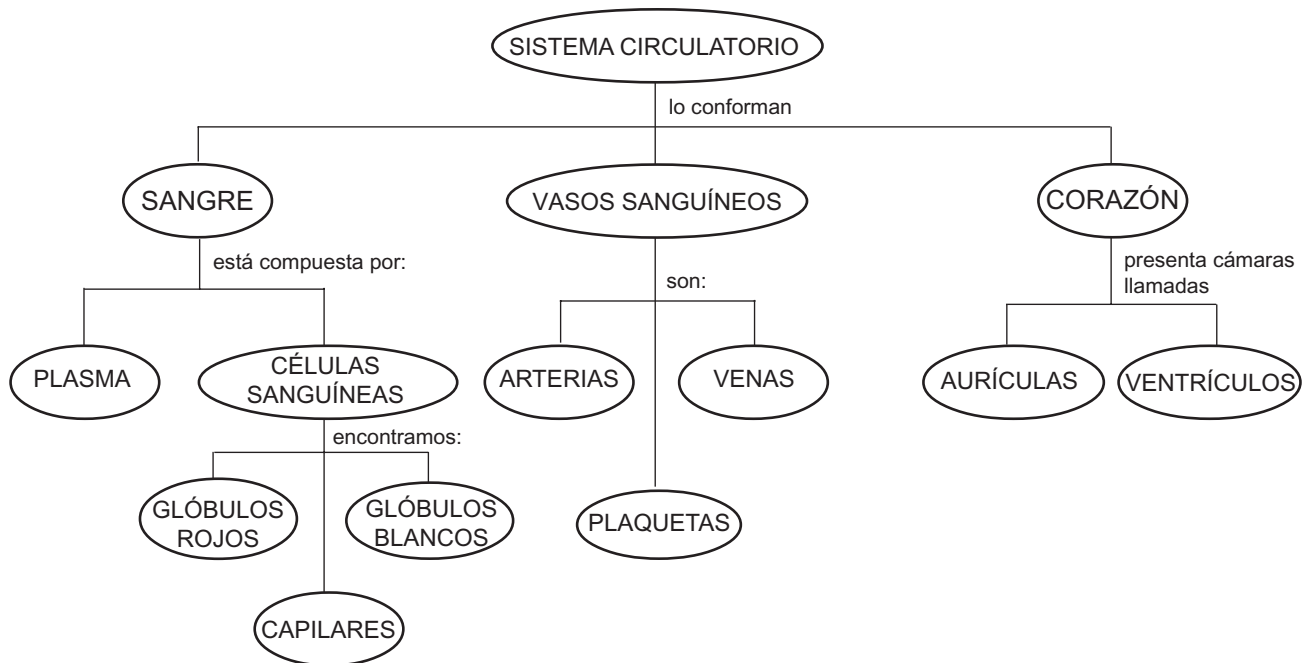 SISTEMA CIRCULATORIO
lo conforman
SANGRE
VASOS SANGUÍNEOS
CORAZÓN
está compuesta por:
son:
presenta cámaras
llamadas
PLASMA
CÉLULAS
SANGUÍNEAS
ARTERIAS
VENAS
AURÍCULAS
VENTRÍCULOS
encontramos:
GLÓBULOS
ROJOS
GLÓBULOS
BLANCOS
PLAQUETAS
CAPILARES